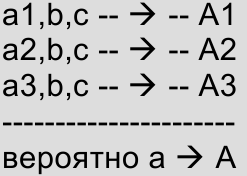 a1,b,c -- → -- A1
a2,b,c -- → -- A2
a3,b,c -- → -- A3
-----------------------
вероятно a → A